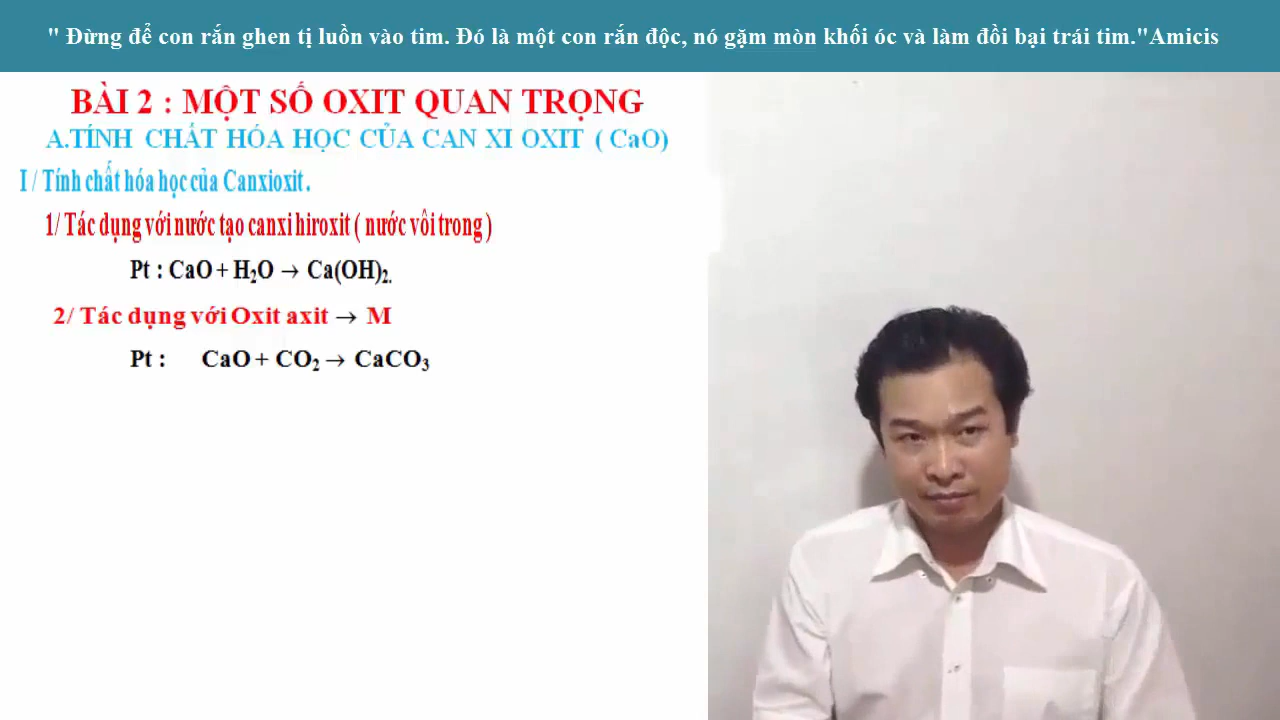 " Đừng để con rắn ghen tị luồn vào tim. Đó là một con rắn độc, nó gặm mòn khối óc và làm đồi bại trái tim."Amicis
BÀI 2 : MỘT SỐ OXIT QUAN TRỌNG
A.TÍNH CHẤT HÓA HỌC CỦA CAN XI OXIT ( CaO)
I / Tính chất hóa học của Canxioxit .
1/ Tác dụng với nước tạo canxi hiroxit ( nước vôi trong )
Pt : CaO + H₂O → Ca(OH)₂.
2/ Tác dụng với Oxit axit → M
Pt : CaO + CO₂ → CaCO₃